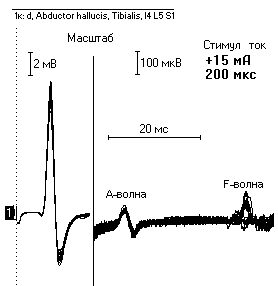 1к: d, Abductor hallucis, Tibialis, I4 L5 S1
Масштаб
2 мВ
100 мкВ
Стимул ток
+15 мА
200 мкс
20 мс
А-волна
F-волна
1